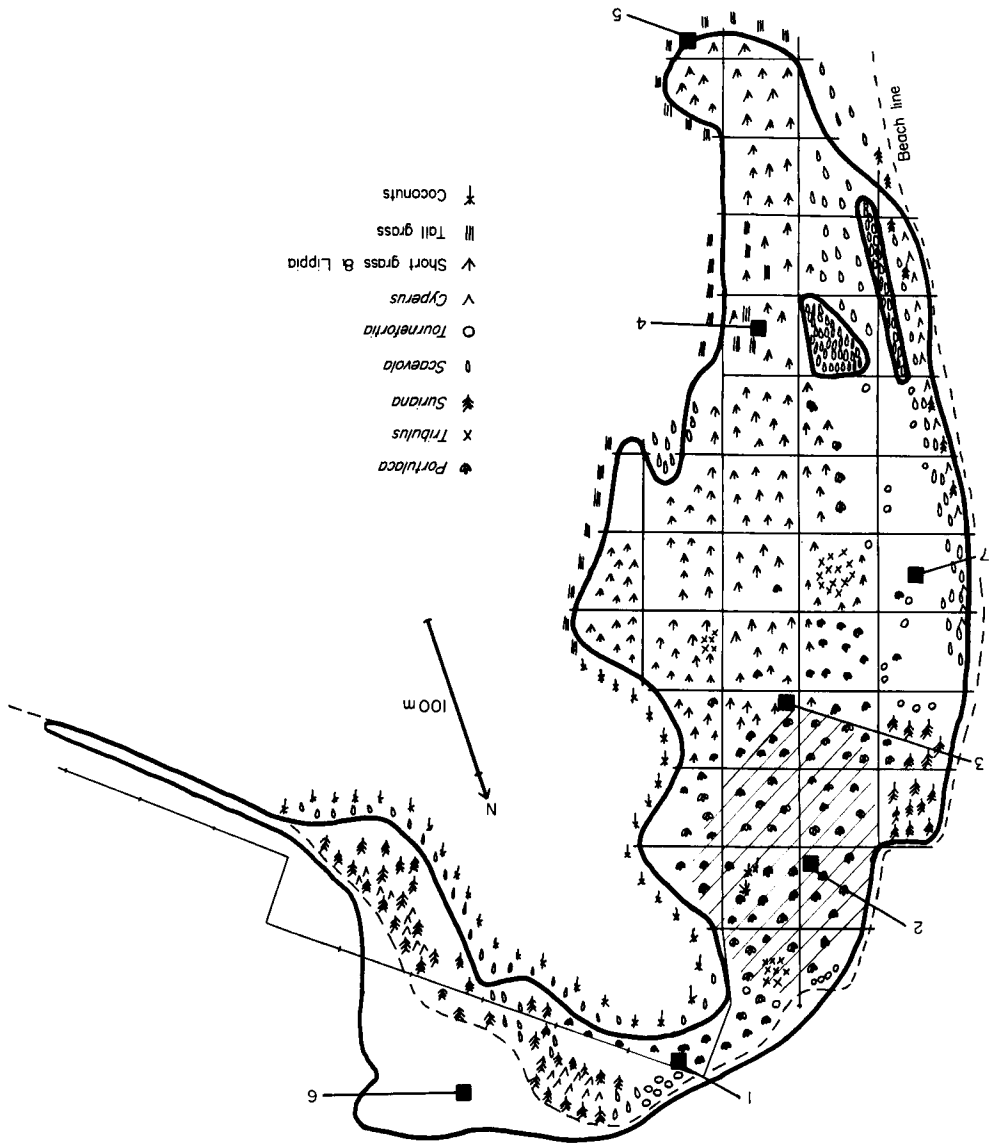 1
6
2
N
3
100 m
7
Portulaca
Tribulus
Suriana
Scaevola
Tournefortia
Cyperus
Short grass & Lippia
Tall grass
Coconuts
4
Beach line
5